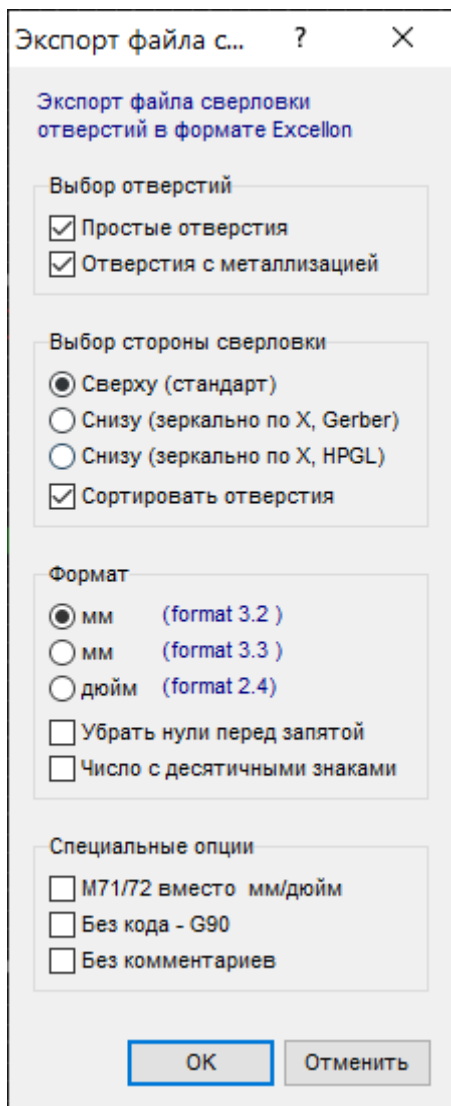 Экспорт файла с... ?
Экспорт файла сверловки
отверстий в формате Excellon
Выбор отверстий
Простые отверстия
Отверстия с металлизацией
Выбор стороны сверловки
Сверху (стандарт)
Снизу (зеркально по X, Gerber)
Снизу (зеркально по X, HPGL)
Сортировать отверстия
Формат
мм (format 3.2 )
мм (format 3.3 )
дюйм (format 2.4)
Убрать нули перед запятой
Число с десятичными знаками
Специальные опции
M71/72 вместо  мм/дюйм
Без кода - G90
Без комментариев
OK Отменить